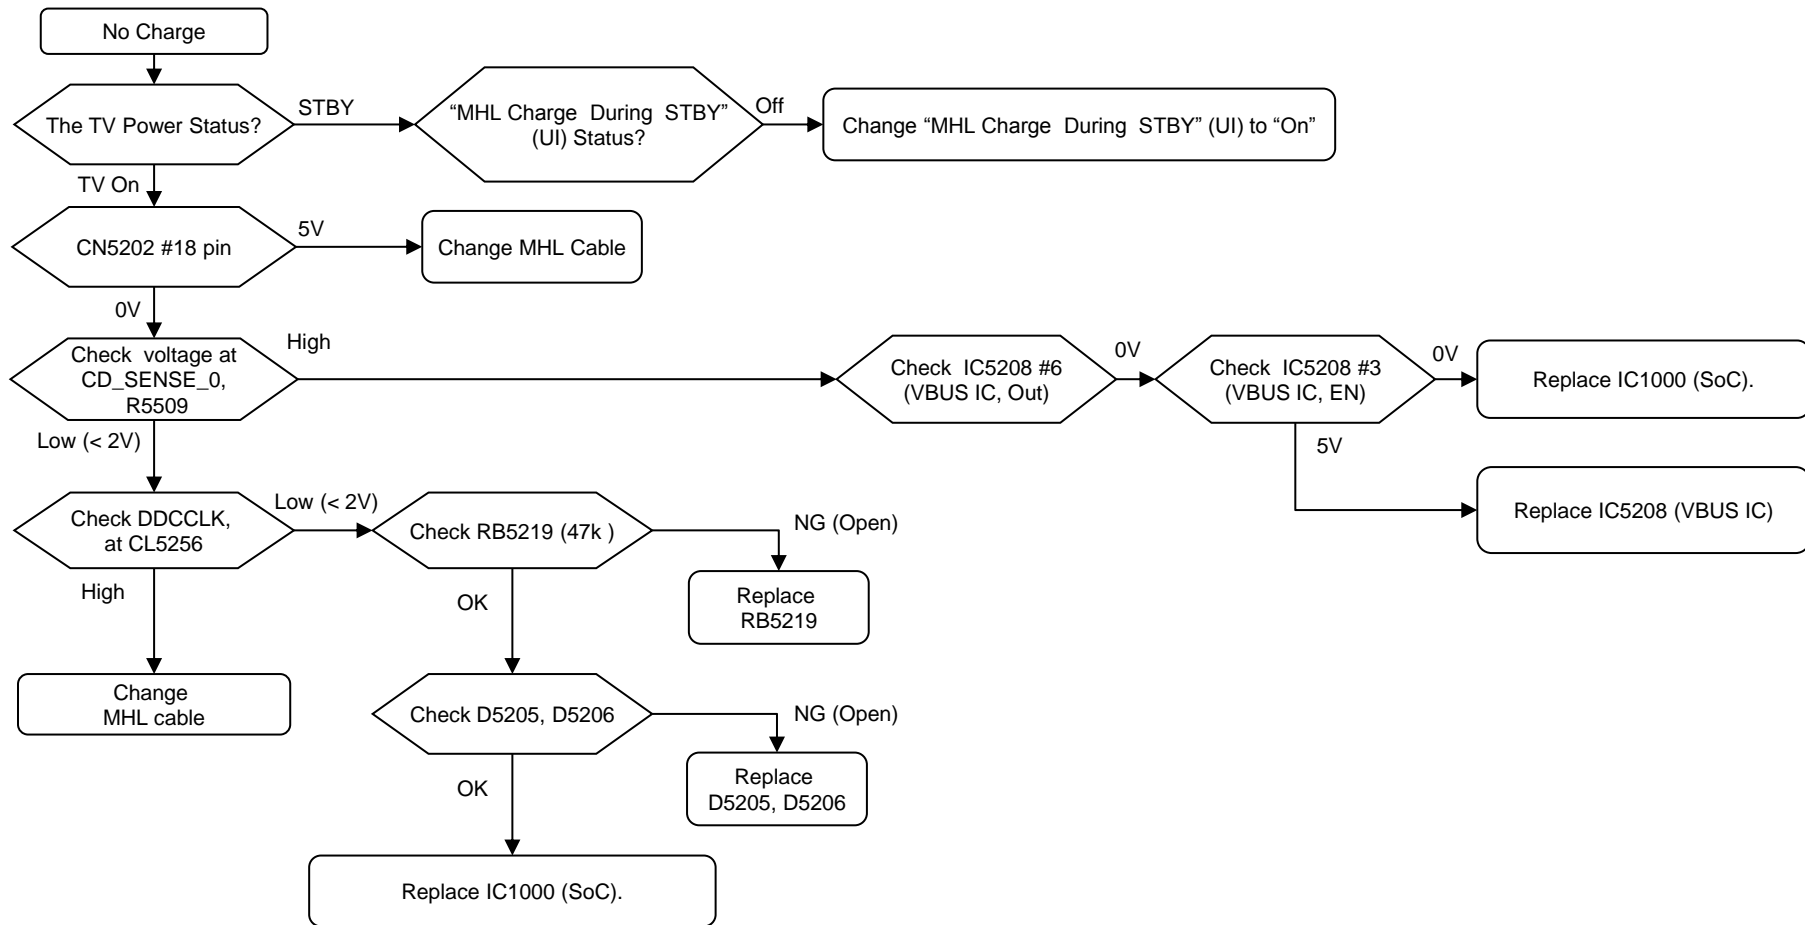 No Charge
The TV Power Status?
STBY
“MHL Charge During STBY”
(UI) Status?
Off
Change “MHL Charge During STBY” (UI) to “On”
TV On
CN5202 #18 pin
5V
Change MHL Cable
0V
Check voltage at
CD_SENSE_0,
R5509
High
Check IC5208 #6
(VBUS IC, Out)
0V
Check IC5208 #3
(VBUS IC, EN)
0V
Replace IC1000 (SoC).
5V
Replace IC5208 (VBUS IC)
Low (< 2V)
Check DDCCLK,
at CL5256
Low (< 2V)
Check RB5219 (47k )
NG (Open)
Replace
RB5219
High
Change
MHL cable
OK
Check D5205, D5206
NG (Open)
Replace
D5205, D5206
OK
Replace IC1000 (SoC).